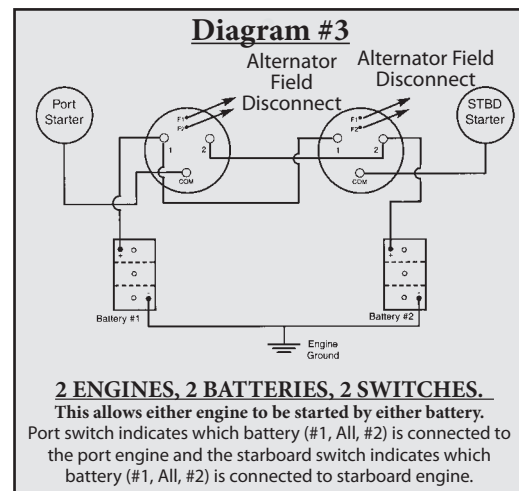 Diagram #3
Alternator
Field
Disconnect
Alternator Field
Disconnect
Port
Starter
STBD
Starter
F1
F2
1
2
COM
F1
F2
1
2
COM
+
-
Battery #1
+
-
Battery #2
Engine
Ground
2 ENGINES, 2 BATTERIES, 2 SWITCHES.
This allows either engine to be started by either battery.
Port switch indicates which battery (#1, All, #2) is connected to
the port engine and the starboard switch indicates which
battery (#1, All, #2) is connected to starboard engine.